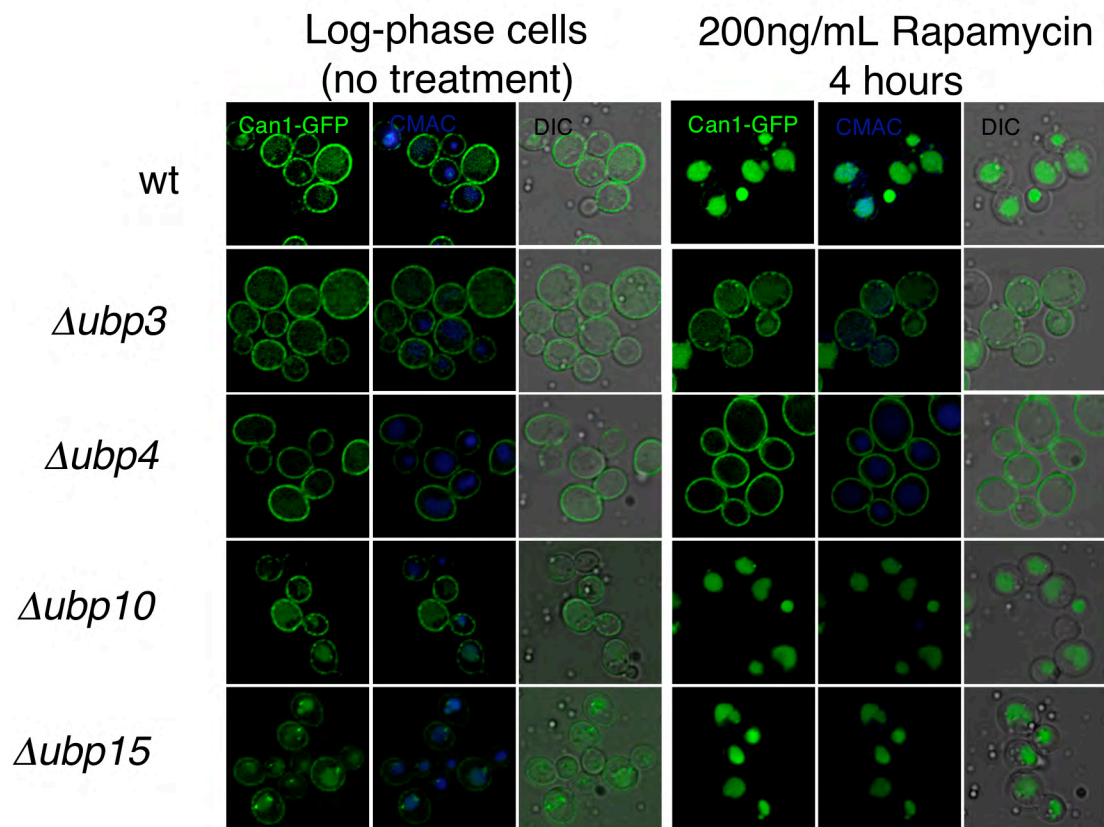 Log-phase cells
(no treatment)
200ng/mL Rapamycin
4 hours
Can1-GFP
CMAC
DIC
Can1-GFP
CMAC
DIC
wt
Δubp3
Δubp4
Δubp10
Δubp15